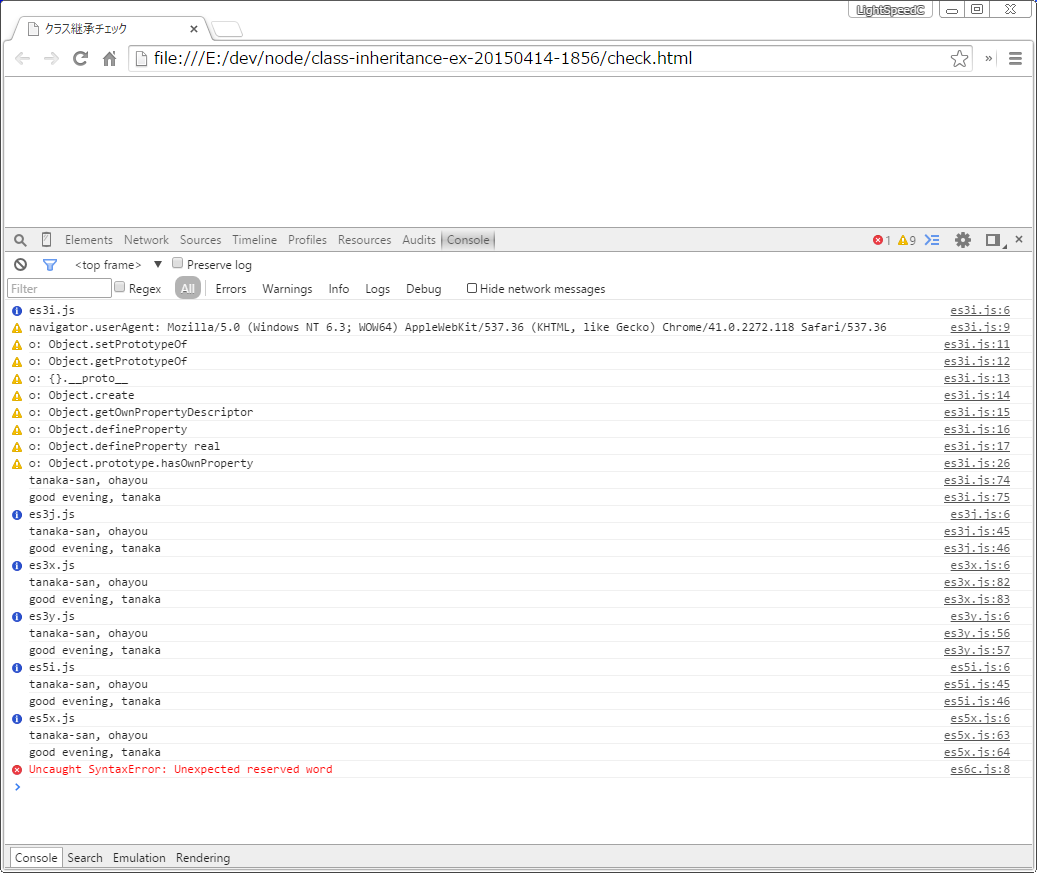 LightSpeedC
クラス継承チェック
file:///E:/dev/node/class-inheritance-ex-20150414-1856/check.html
Elements Network Sources Timeline Profiles Resources Audits Console 1 9
<top frame> ▼ Preserve log
Filter Regex All Errors Warnings Info Logs Debug Hide network messages
es3i.js es3i.js:6
navigator.userAgent: Mozilla/5.0 (Windows NT 6.3; WOW64) AppleWebKit/537.36 (KHTML, like Gecko) Chrome/41.0.2272.118 Safari/537.36 es3i.js:9
o: Object.setPrototypeOf es3i.js:11
o: Object.getPrototypeOf es3i.js:12
o: {}.__proto__ es3i.js:13
o: Object.create es3i.js:14
o: Object.getOwnPropertyDescriptor es3i.js:15
o: Object.defineProperty es3i.js:16
o: Object.defineProperty real es3i.js:17
o: Object.prototype.hasOwnProperty es3i.js:26
tanaka-san, ohayou es3i.js:74
good evening, tanaka es3i.js:75
es3j.js es3j.js:6
tanaka-san, ohayou es3j.js:45
good evening, tanaka es3j.js:46
es3x.js es3x.js:6
tanaka-san, ohayou es3x.js:82
good evening, tanaka es3x.js:83
es3y.js es3y.js:6
tanaka-san, ohayou es3y.js:56
good evening, tanaka es3y.js:57
es5i.js es5i.js:6
tanaka-san, ohayou es5i.js:45
good evening, tanaka es5i.js:46
es5x.js es5x.js:6
tanaka-san, ohayou es5x.js:63
good evening, tanaka es5x.js:64
Uncaught SyntaxError: Unexpected reserved word es6c.js:8
Console Search Emulation Rendering